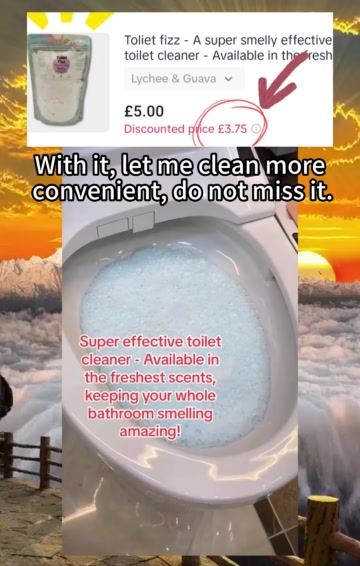 Toliet fizz - A super smelly effective
toilet cleaner - Available in the fresh
Lychee & Guava
£5.00
Discounted price £3.75
With it, let me clean more
convenient, do not miss it.
Super effective toilet
cleaner - Available in
the freshest scents,
keeping your whole
bathroom smelling
amazing!